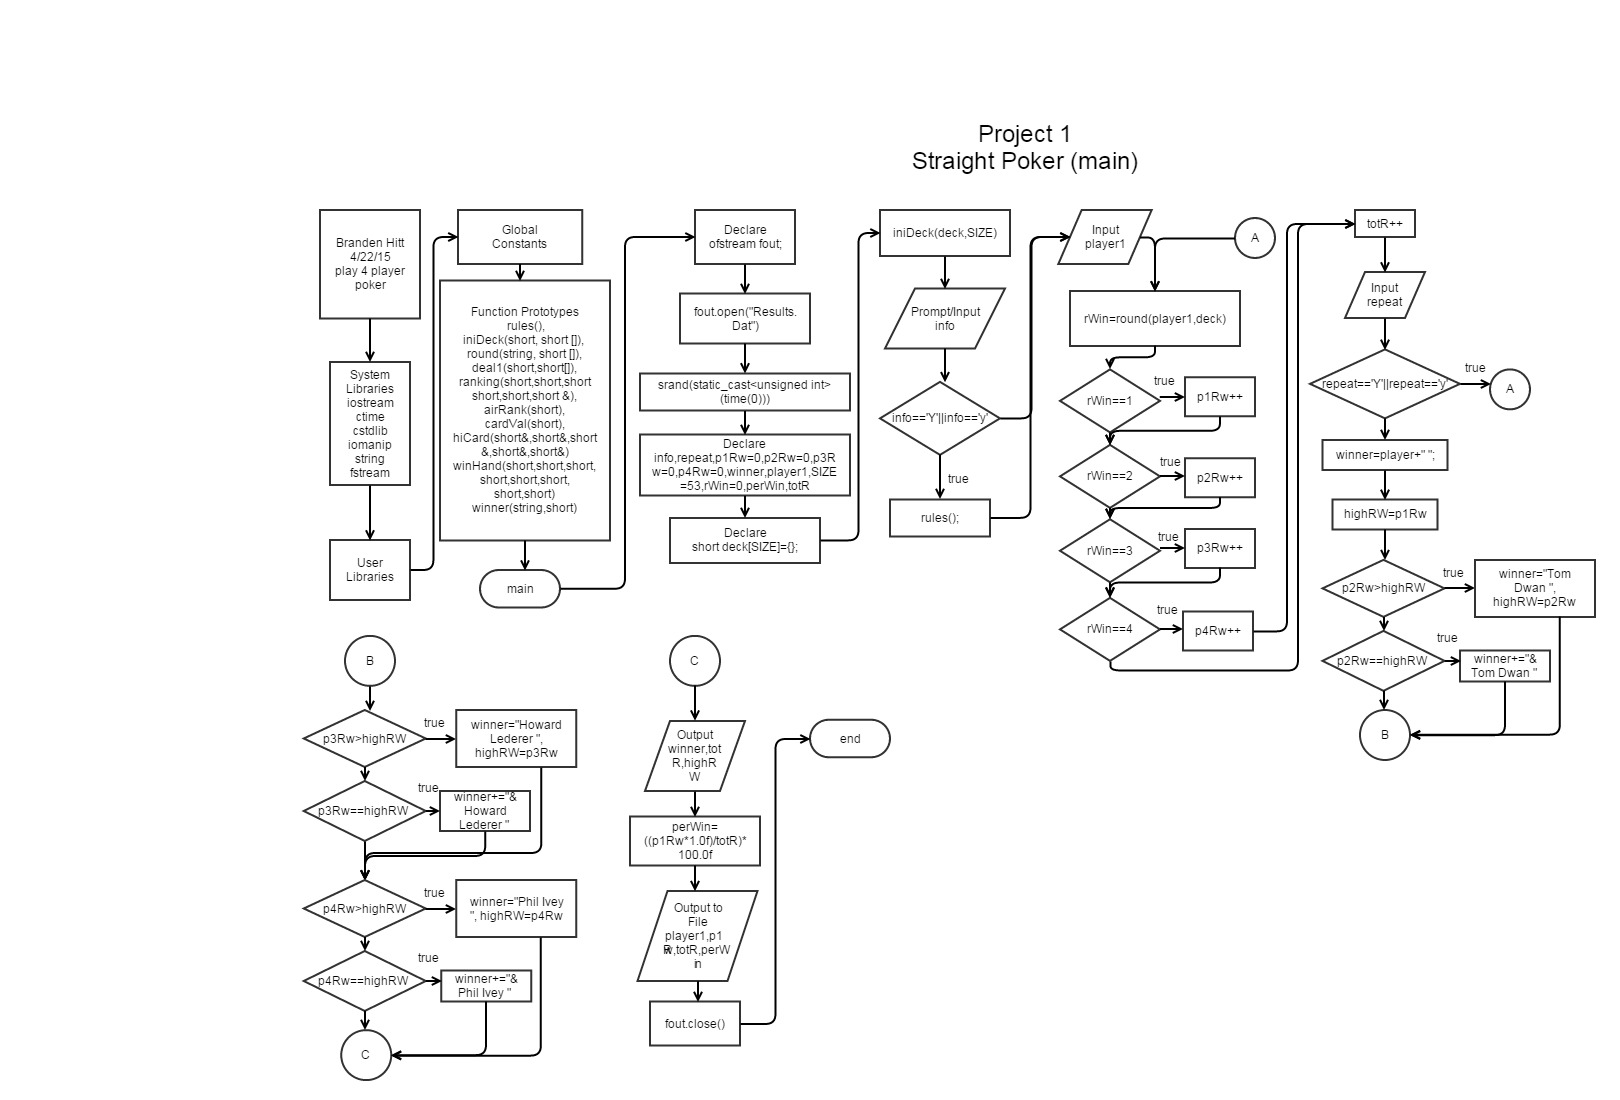 Project 1
Straight Poker (main)
Branden Hitt
4/22/15
play 4 player
poker
System
Libraries
iostream
ctime
cstdlib
iomanip
string
fstream
User
Libraries
Global
Constants
Function Prototypes
rules(),
iniDeck(short, short []),
round(string, short []),
deal1(short,short[]),
ranking(short,short,short
short,short,short &),
airRank(short),
cardVal(short),
hiCard(short&,short&,short
&,short&,short&)
winHand(short,short,short,
short,short,short,
short,short)
winner(string,short)
main
Declare
ofstream fout;
fout.open("Results.
Dat")
srand(static_cast<unsigned int>
(time(0)))
Declare
info,repeat,p1Rw=0,p2Rw=0,p3R
w=0,p4Rw=0,winner,player1,SIZE
=53,rWin=0,perWin,totR
Declare
short deck[SIZE]={};
iniDeck(deck,SIZE)
Prompt/Input
info
info=='Y'||info=='y'
true
rules();
Input
player1
A
rWin=round(player1,deck)
rWin==1
true
p1Rw++
rWin==2
true
p2Rw++
rWin==3
true
p3Rw++
rWin==4
true
p4Rw++
totR++
Input
repeat
repeat=='Y'||repeat=='y'
true
A
winner=player+" ";
highRW=p1Rw
p2Rw>highRW
true
winner="Tom
Dwan ",
highRW=p2Rw
p2Rw==highRW
true
winner+="&
Tom Dwan "
B
B
p3Rw>highRW
true
winner="Howard
Lederer ",
highRW=p3Rw
p3Rw==highRW
true
winner+="&
Howard
Lederer "
p4Rw>highRW
true
winner="Phil Ivey
", highRW=p4Rw
p4Rw==highRW
true
winner+="&
Phil Ivey "
C
C
Output
winner,tot
R,highR
W
perWin=
((p1Rw*1.0f)/totR)*
100.0f
Output to
File
player1,p1
Rw,totR,perW
in
fout.close()
end